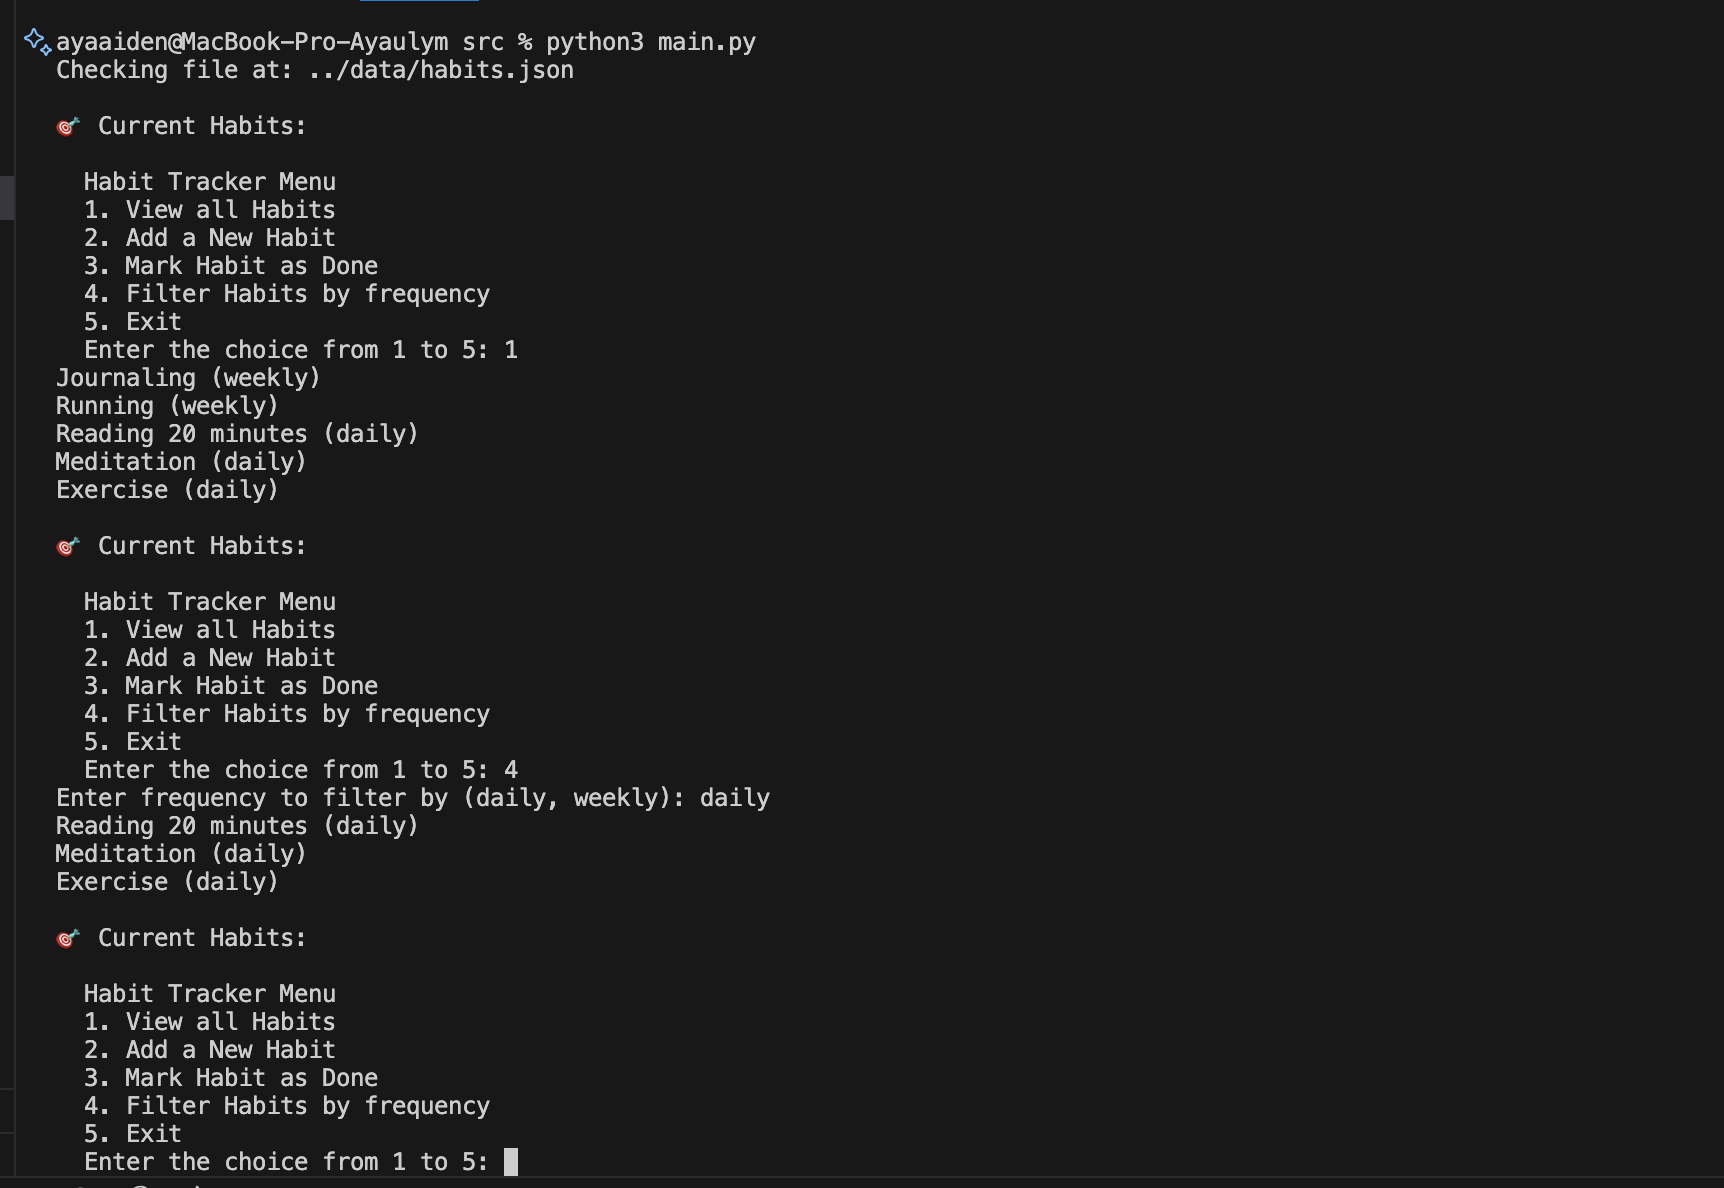 ayaaiden@MacBook-Pro-Ayaulym src % python3 main.py
Checking file at: ../data/habits.json
🎯 Current Habits:
Habit Tracker Menu
1. View all Habits
2. Add a New Habit
3. Mark Habit as Done
4. Filter Habits by frequency
5. Exit
Enter the choice from 1 to 5: 1
Journaling (weekly)
Running (weekly)
Reading 20 minutes (daily)
Meditation (daily)
Exercise (daily)
🎯 Current Habits:
Habit Tracker Menu
1. View all Habits
2. Add a New Habit
3. Mark Habit as Done
4. Filter Habits by frequency
5. Exit
Enter the choice from 1 to 5: 4
Enter frequency to filter by (daily, weekly): daily
Reading 20 minutes (daily)
Meditation (daily)
Exercise (daily)
🎯 Current Habits:
Habit Tracker Menu
1. View all Habits
2. Add a New Habit
3. Mark Habit as Done
4. Filter Habits by frequency
5. Exit
Enter the choice from 1 to 5: